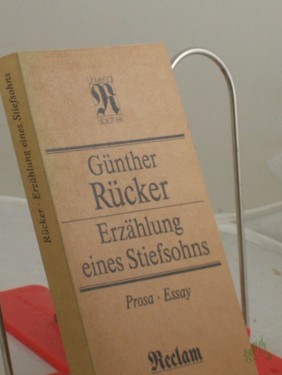 Rücker · Erzählung eines Stiefsohns
R
Günther
Rücker
Erzählung
eines Stiefsohns
Prosa · Essay
Reclam